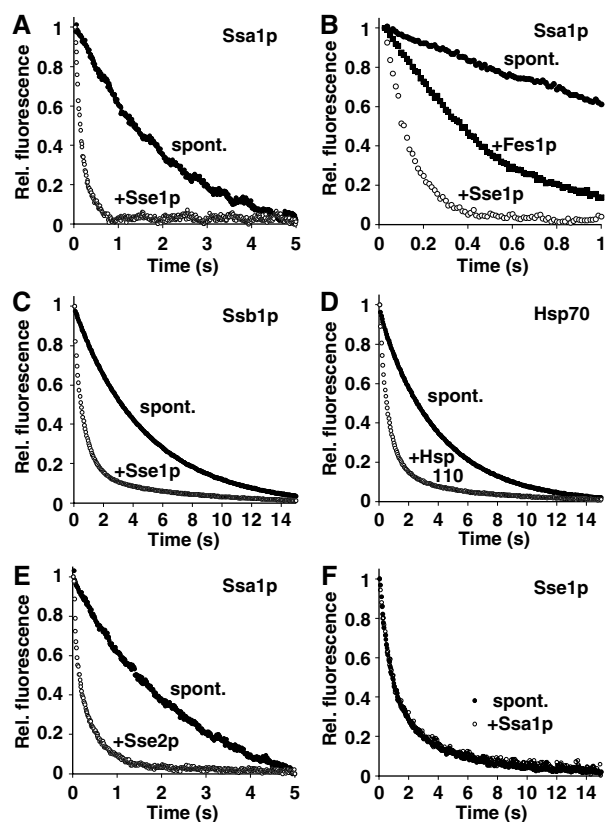 A
Ssa1p
Rel. fluorescence
1
0.8
0.6
0.4
0.2
0
spont.
+Sse1p
0 1 2 3 4 5
Time (s)
B
Ssa1p
Rel. fluorescence
1
0.8
0.6
0.4
0.2
0
spont.
+Fes1p
+Sse1p
0.2 0.4 0.6 0.8 1
Time (s)
C
Ssb1p
Rel. fluorescence
1
0.8
0.6
0.4
0.2
0
spont.
+Sse1p
0 2 4 6 8 10 12 14
Time (s)
D
Hsp70
Rel. fluorescence
1
0.8
0.6
0.4
0.2
0
spont.
+Hsp
110
0 2 4 6 8 10 12 14
Time (s)
E
Ssa1p
Rel. fluorescence
1
0.8
0.6
0.4
0.2
0
spont.
+Sse2p
0 1 2 3 4 5
Time (s)
F
Sse1p
Rel. fluorescence
1
0.8
0.6
0.4
0.2
0
spont.
+Ssa1p
0 2 4 6 8 10 12 14
Time (s)